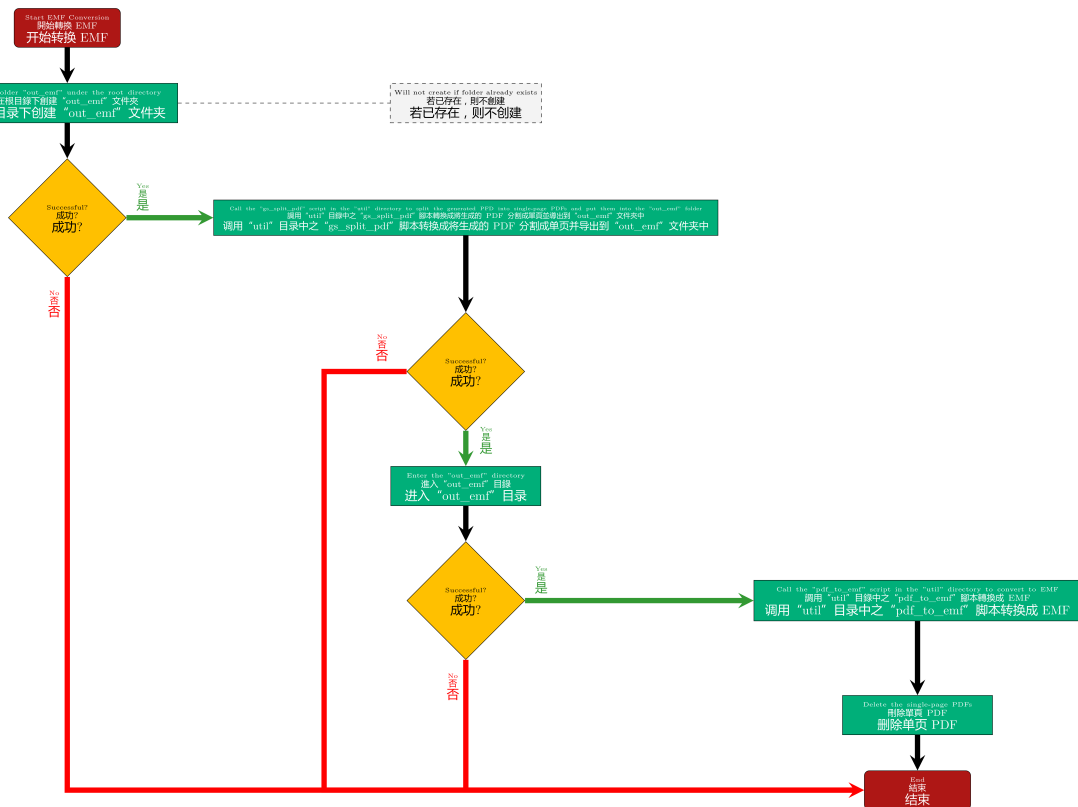 Start EMF Conversion
開始轉換 EMF
开始转换 EMF
older "out_emf" under the root directory
在根目錄下創建 "out_emf" 文件夾
目录下创建 "out_emf" 文件夹
Will not create if folder already exists
若已存在，則不創建
若已存在，则不创建
Successful?
成功?
成功?
Yes
是
是
Call the "gs_split_pdf" script in the "util" directory to split the generated PFD into single-page PDFs and put them into the "out_emf" folder
調用 "util" 目錄中之 "gs_split_pdf" 腳本轉換成將生成的 PDF 分割成單頁並導出到 "out_emf" 文件夾中
调用 "util" 目录中之 "gs_split_pdf" 脚本转换成将生成的 PDF 分割成单页并导出到 "out_emf" 文件夹中
No
否
否
No
否
否
Successful?
成功?
成功?
Yes
是
是
Enter the "out_emf" directory
進入 "out_emf" 目錄
进入 "out_emf" 目录
Successful?
成功?
成功?
Yes
是
是
Call the "pdf_to_emf" script in the "util" directory to convert to EMF
調用 "util" 目錄中之 "pdf_to_emf" 腳本轉換成 EMF
调用 "util" 目录中之 "pdf_to_emf" 脚本转换成 EMF
No
否
否
Delete the single-page PDFs
刪除單頁 PDF
删除单页 PDF
End
結束
结束